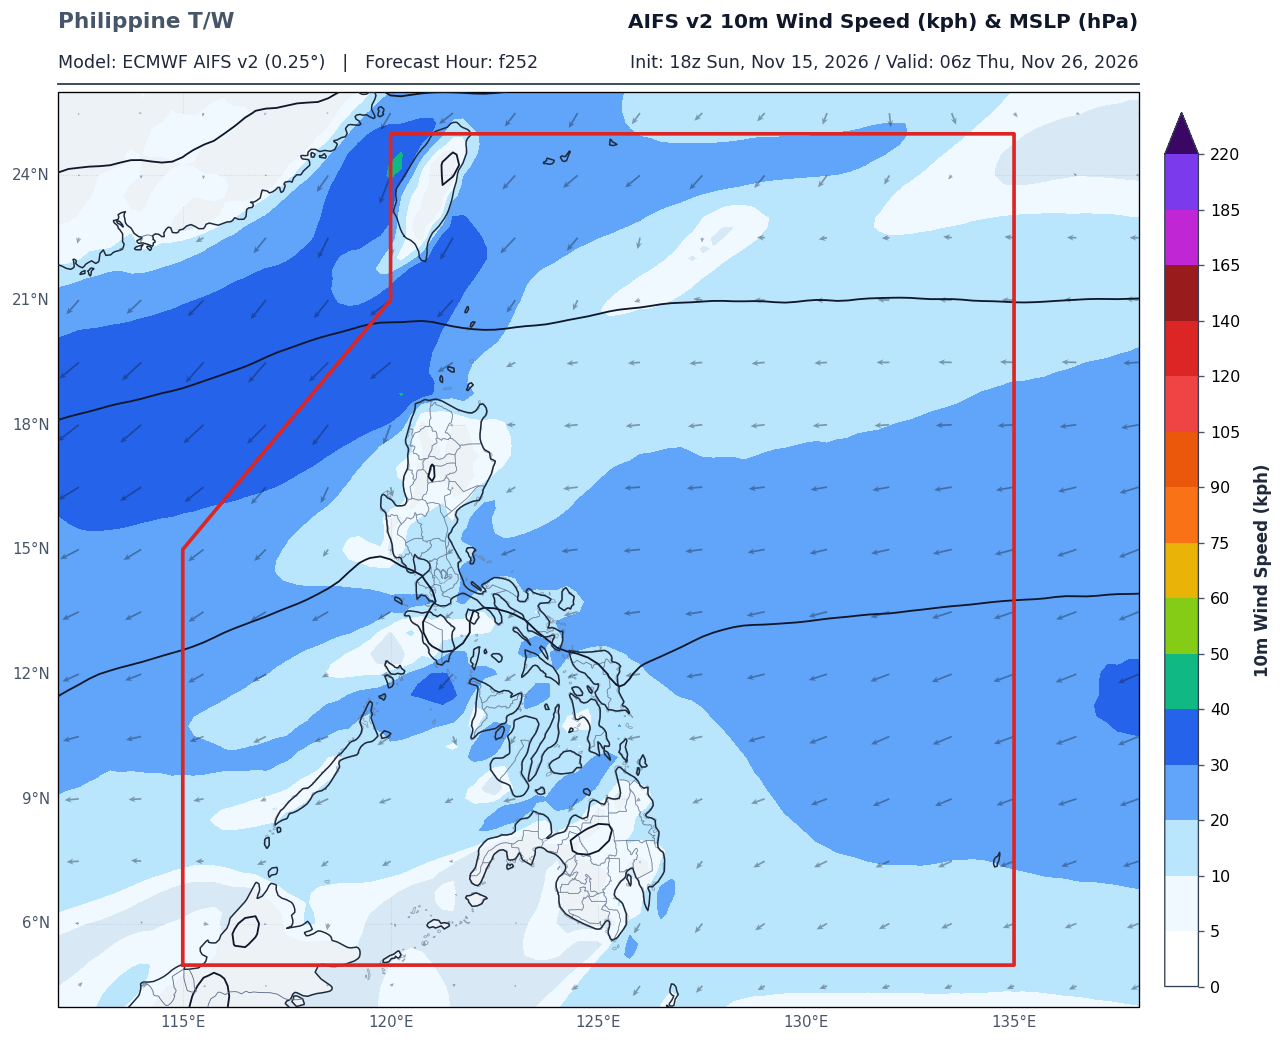 Philippine T/W
AIFS v2 10m Wind Speed (kph) & MSLP (hPa)
Model: ECMWF AIFS v2 (0.25°) | Forecast Hour: f252
Init: 18z Sun, Nov 15, 2026 / Valid: 06z Thu, Nov 26, 2026
24°N
21°N
18°N
15°N
12°N
9°N
6°N
115°E
120°E
125°E
130°E
135°E
220
185
165
140
120
105
90
75
60
50
40
30
20
10
5
0
10m Wind Speed (kph)